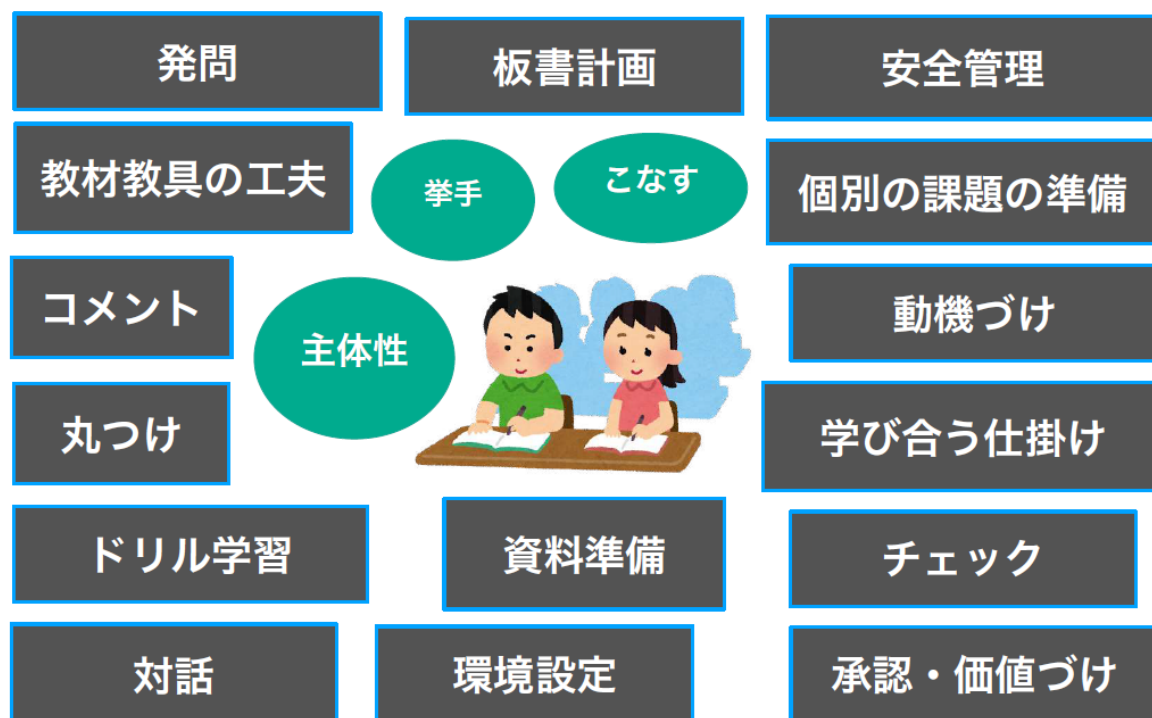 発問
板書計画
安全管理
教材教具の工夫
挙手
こなす
個別の課題の準備
コメント
主体性
動機づけ
丸つけ
学び合う仕掛け
ドリル学習
資料準備
チェック
対話
環境設定
承認・価値づけ